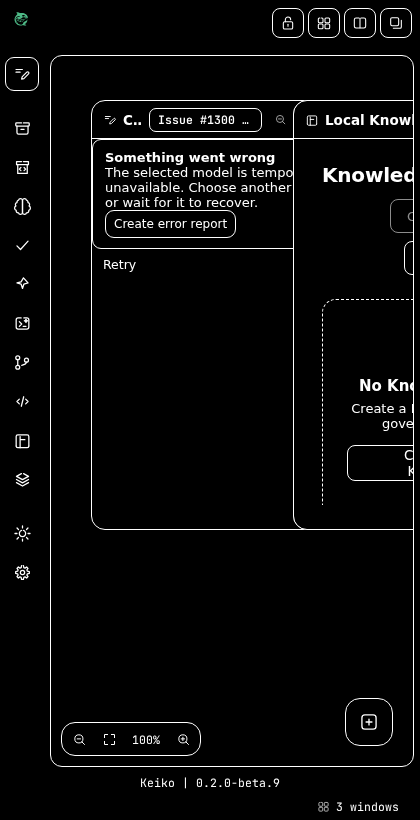 C..
Issue #1300 …
Local Knowl
Something went wrong
The selected model is tempo
unavailable. Choose another
or wait for it to recover.
Create error report
Retry
Knowled
No Kno
Create a
gove
100%
Keiko | 0.2.0-beta.9
3 windows